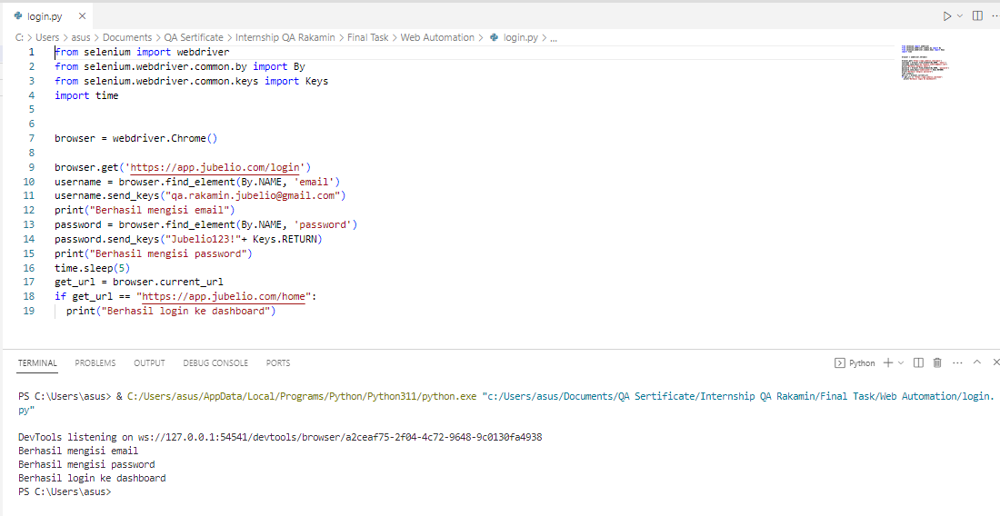 login.py
C: > Users > asus > Documents > QA Sertificate > Internship QA Rakamin > Final Task > Web Automation > login.py > ...
1 from selenium import webdriver
2 from selenium.webdriver.common.by import By
3 from selenium.webdriver.common.keys import Keys
4 import time
5
6
7 browser = webdriver.Chrome()
8
9 browser.get('https://app.jubelio.com/login')
10 username = browser.find_element(By.NAME, 'email')
11 username.send_keys("qa.rakamin.jubelio@gmail.com")
12 print("Berhasil mengisi email")
13 password = browser.find_element(By.NAME, 'password')
14 password.send_keys("Jubelio123!"+ Keys.RETURN)
15 print("Berhasil mengisi password")
16 time.sleep(5)
17 get_url = browser.current_url
18 if get_url == "https://app.jubelio.com/home":
19 print("Berhasil login ke dashboard")
TERMINAL PROBLEMS OUTPUT DEBUG CONSOLE PORTS Python
PS C:\Users\asus> & C:/Users/asus/AppData/Local/Programs/Python/Python311/python.exe "c:/Users/asus/Documents/QA Sertificate/Internship QA Rakamin/Final Task/Web Automation/login.
py"
DevTools listening on ws://127.0.0.1:54541/devtools/browser/a2ceaf75-2f04-4c72-9648-9c0130fa4938
Berhasil mengisi email
Berhasil mengisi password
Berhasil login ke dashboard
PS C:\Users\asus>